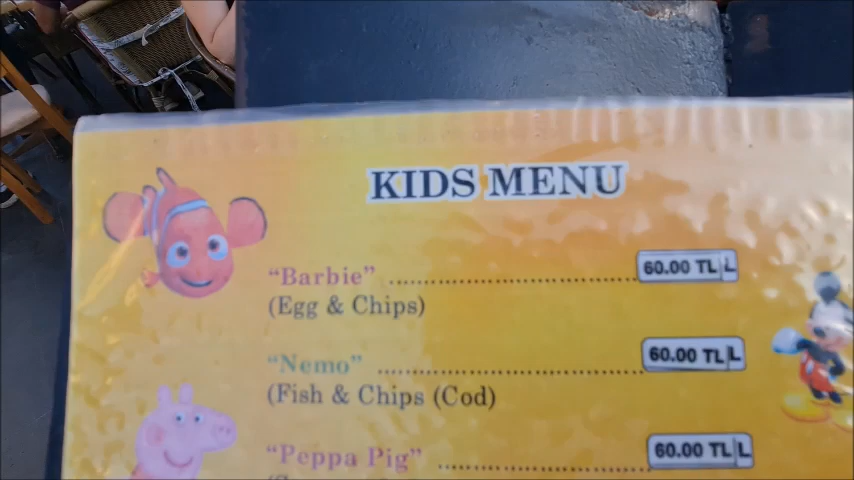 KIDS MENU
"Barbie" ........................................ 60.00 TL L
(Egg & Chips)
"Nemo" ........................................ 60.00 TL L
(Fish & Chips (Cod)
"Peppa Pig" ................................ 60.00 TL L